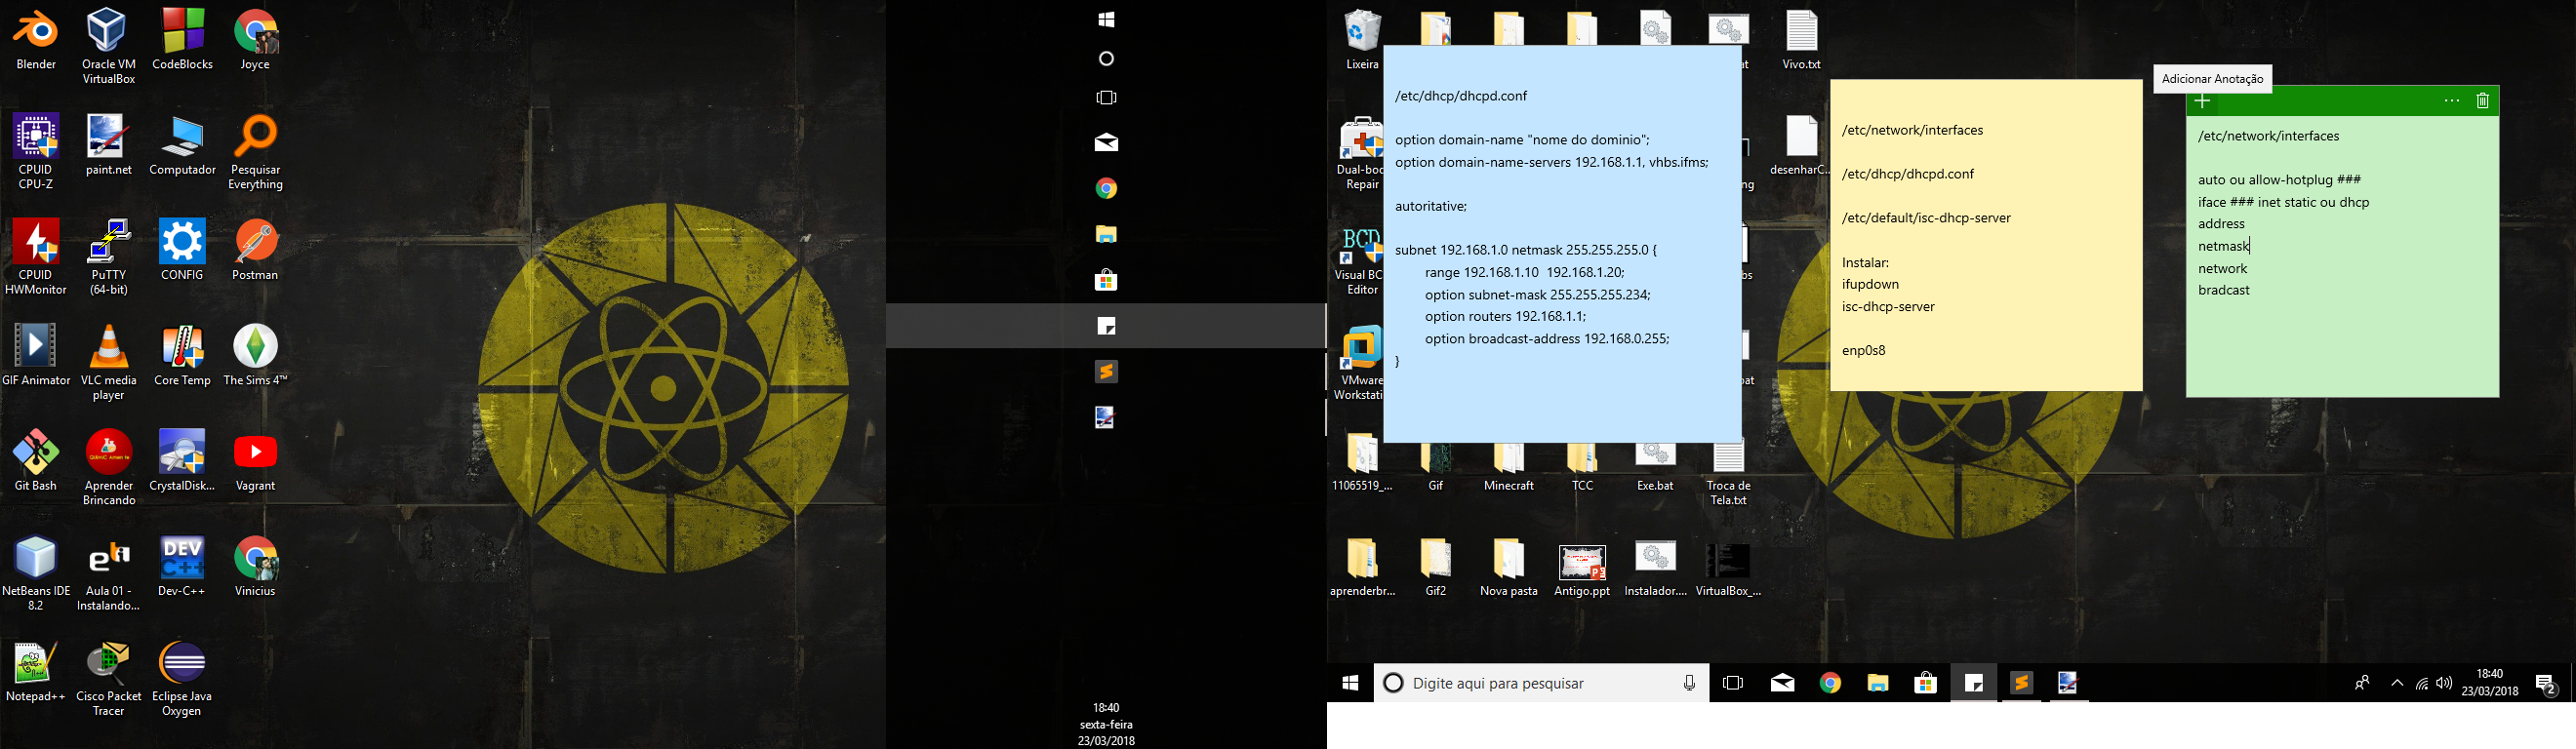 Blender
Oracle VM
VirtualBox
CodeBlocks
Joyce
CPUID
CPU-Z
paint.net
Computador
Pesquisar
Everything
CPUID
HWMonitor
PuTTY
(64-bit)
CONFIG
Postman
GIF Animator
VLC media
player
Core Temp
The Sims 4™
Git Bash
Aprender
Brincando
CrystalDisk...
Vagrant
NetBeans IDE
8.2
Aula 01 -
Instalando...
DEV
C++
Dev-C++
Vinicius
Notepad++
Cisco Packet
Tracer
Eclipse Java
Oxygen
18:40
sexta-feira
23/03/2018
Lixeira
at
Vivo.txt
Dual-boo
Repair
ng
desenharC...
BCD
Visual BC
Editor
bs
VMware
Workstati
bat
11065519_...
Gif
Minecraft
TCC
Exe.bat
Troca de
Tela.txt
aprenderbr...
Gif2
Nova pasta
Antigo.ppt
Instalador....
VirtualBox_...
/etc/dhcp/dhcpd.conf
option domain-name "nome do dominio";
option domain-name-servers 192.168.1.1, vhbs.ifms;
autoritative;
subnet 192.168.1.0 netmask 255.255.255.0 {
range 192.168.1.10  192.168.1.20;
option subnet-mask 255.255.255.234;
option routers 192.168.1.1;
option broadcast-address 192.168.0.255;
}
/etc/network/interfaces
/etc/dhcp/dhcpd.conf
/etc/default/isc-dhcp-server
Instalar:
ifupdown
isc-dhcp-server
enp0s8
Adicionar Anotação
/etc/network/interfaces
auto ou allow-hotplug ###
iface ### inet static ou dhcp
address
netmask
network
bradcast
Digite aqui para pesquisar
18:40
23/03/2018
2